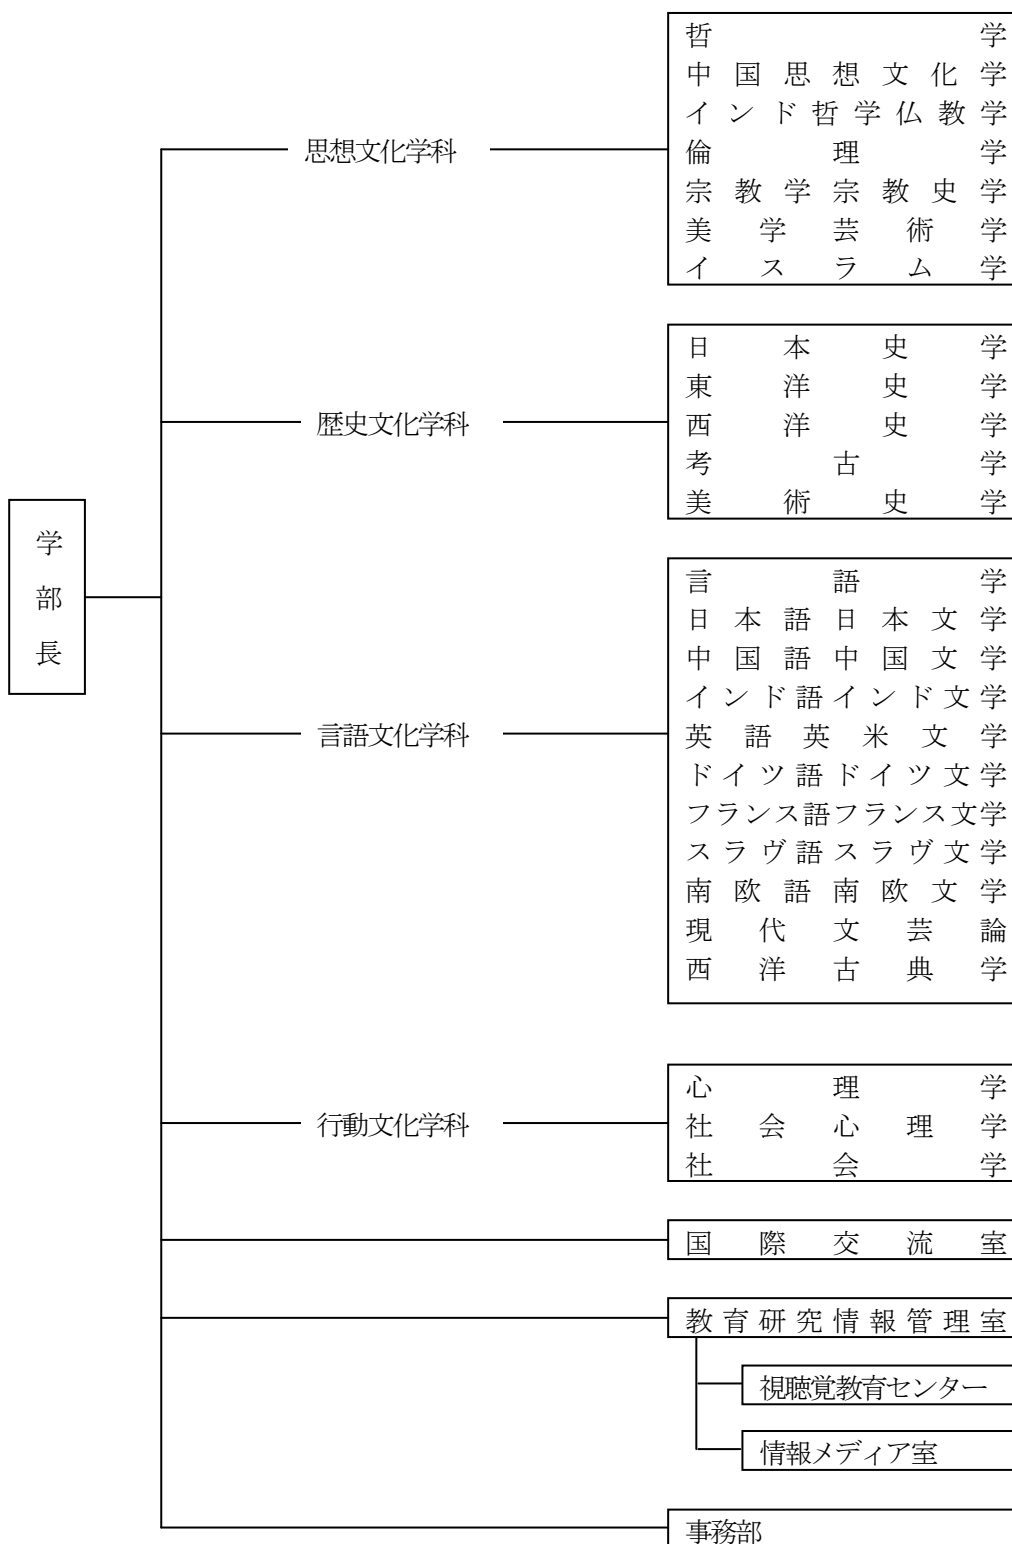 哲学
中国思想文化学
インド哲学仏教学
思想文化学科
倫理学
宗教学宗教史学
美学芸術学
イスラム学
日本史学
東洋史学
歴史文化学科
西洋史学
考古学
美術史学
学部長
言語学
日本語日本文学
中国語中国文学
インド語インド文学
言語文化学科
英語英米文学
ドイツ語ドイツ文学
フランス語フランス文学
スラヴ語スラヴ文学
南欧語南欧文学
現代文芸論
西洋古典学
心理学
行動文化学科
社会心理学
社会学
国際交流室
教育研究情報管理室
視聴覚教育センター
情報メディア室
事務部